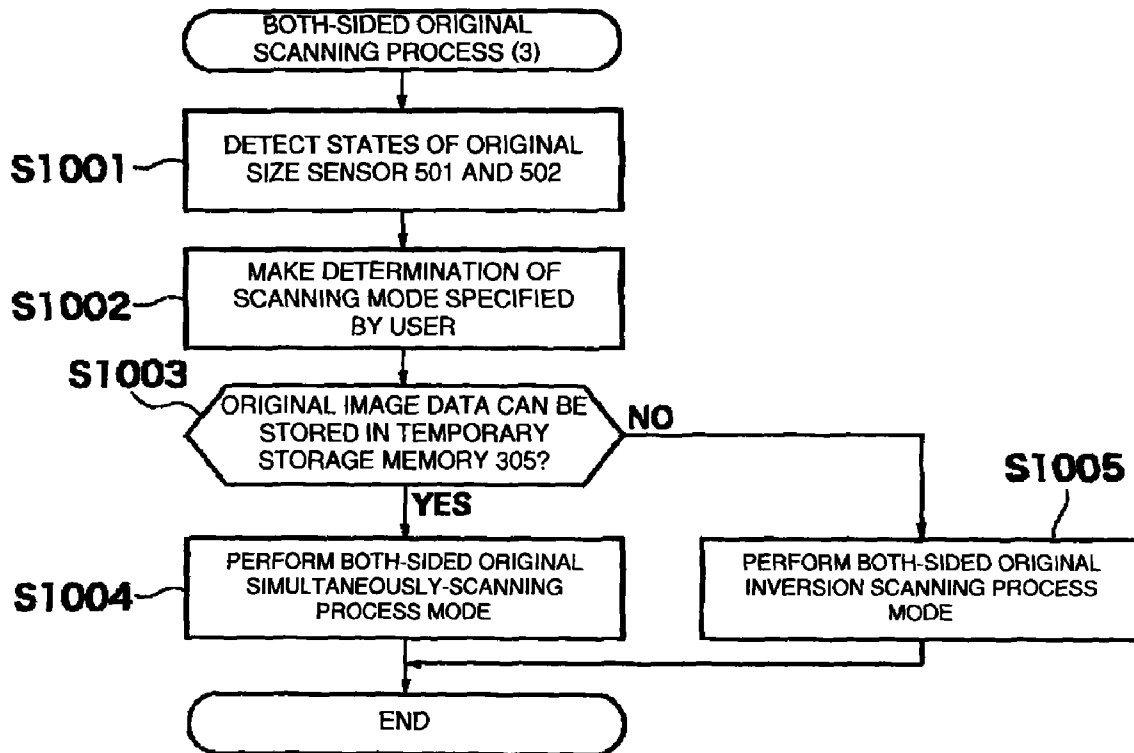 BOTH-SIDED ORIGINAL
SCANNING PROCESS (3)
S1001
DETECT STATES OF ORIGINAL
SIZE SENSOR 501 AND 502
S1002
MAKE DETERMINATION OF
SCANNING MODE SPECIFIED
BY USER
S1003
ORIGINAL IMAGE DATA CAN BE
STORED IN TEMPORARY
STORAGE MEMORY 305?
NO
YES
S1004
PERFORM BOTH-SIDED ORIGINAL
SIMULTANEOUSLY-SCANNING
PROCESS MODE
S1005
PERFORM BOTH-SIDED ORIGINAL
INVERSION SCANNING PROCESS
MODE
END